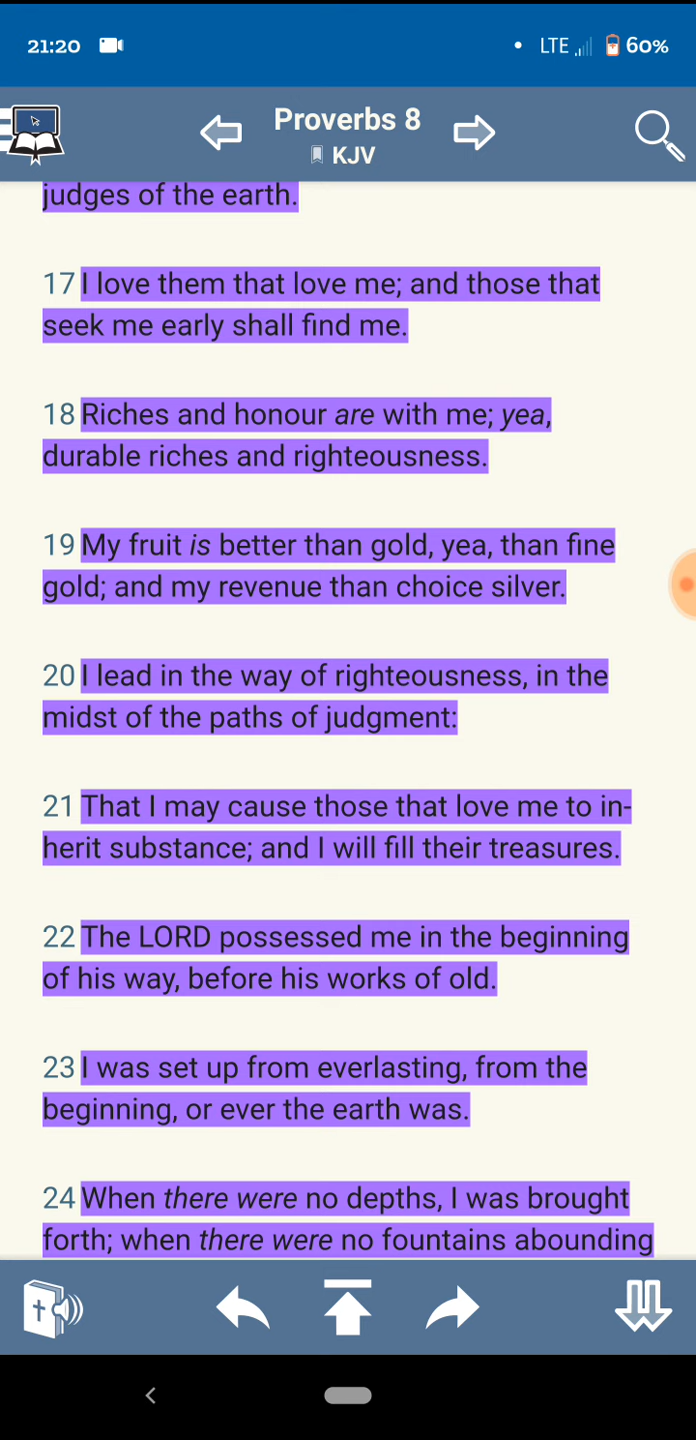 21:20
LTE
60%
Proverbs 8
KJV
judges of the earth.
17 I love them that love me; and those that
seek me early shall find me.
18 Riches and honour are with me; yea,
durable riches and righteousness.
19 My fruit is better than gold, yea, than fine
gold; and my revenue than choice silver.
20 I lead in the way of righteousness, in the
midst of the paths of judgment:
21 That I may cause those that love me to in-
herit substance; and I will fill their treasures.
22 The LORD possessed me in the beginning
of his way, before his works of old.
23 I was set up from everlasting, from the
beginning, or ever the earth was.
24 When there were no depths, I was brought
forth; when there were no fountains abounding